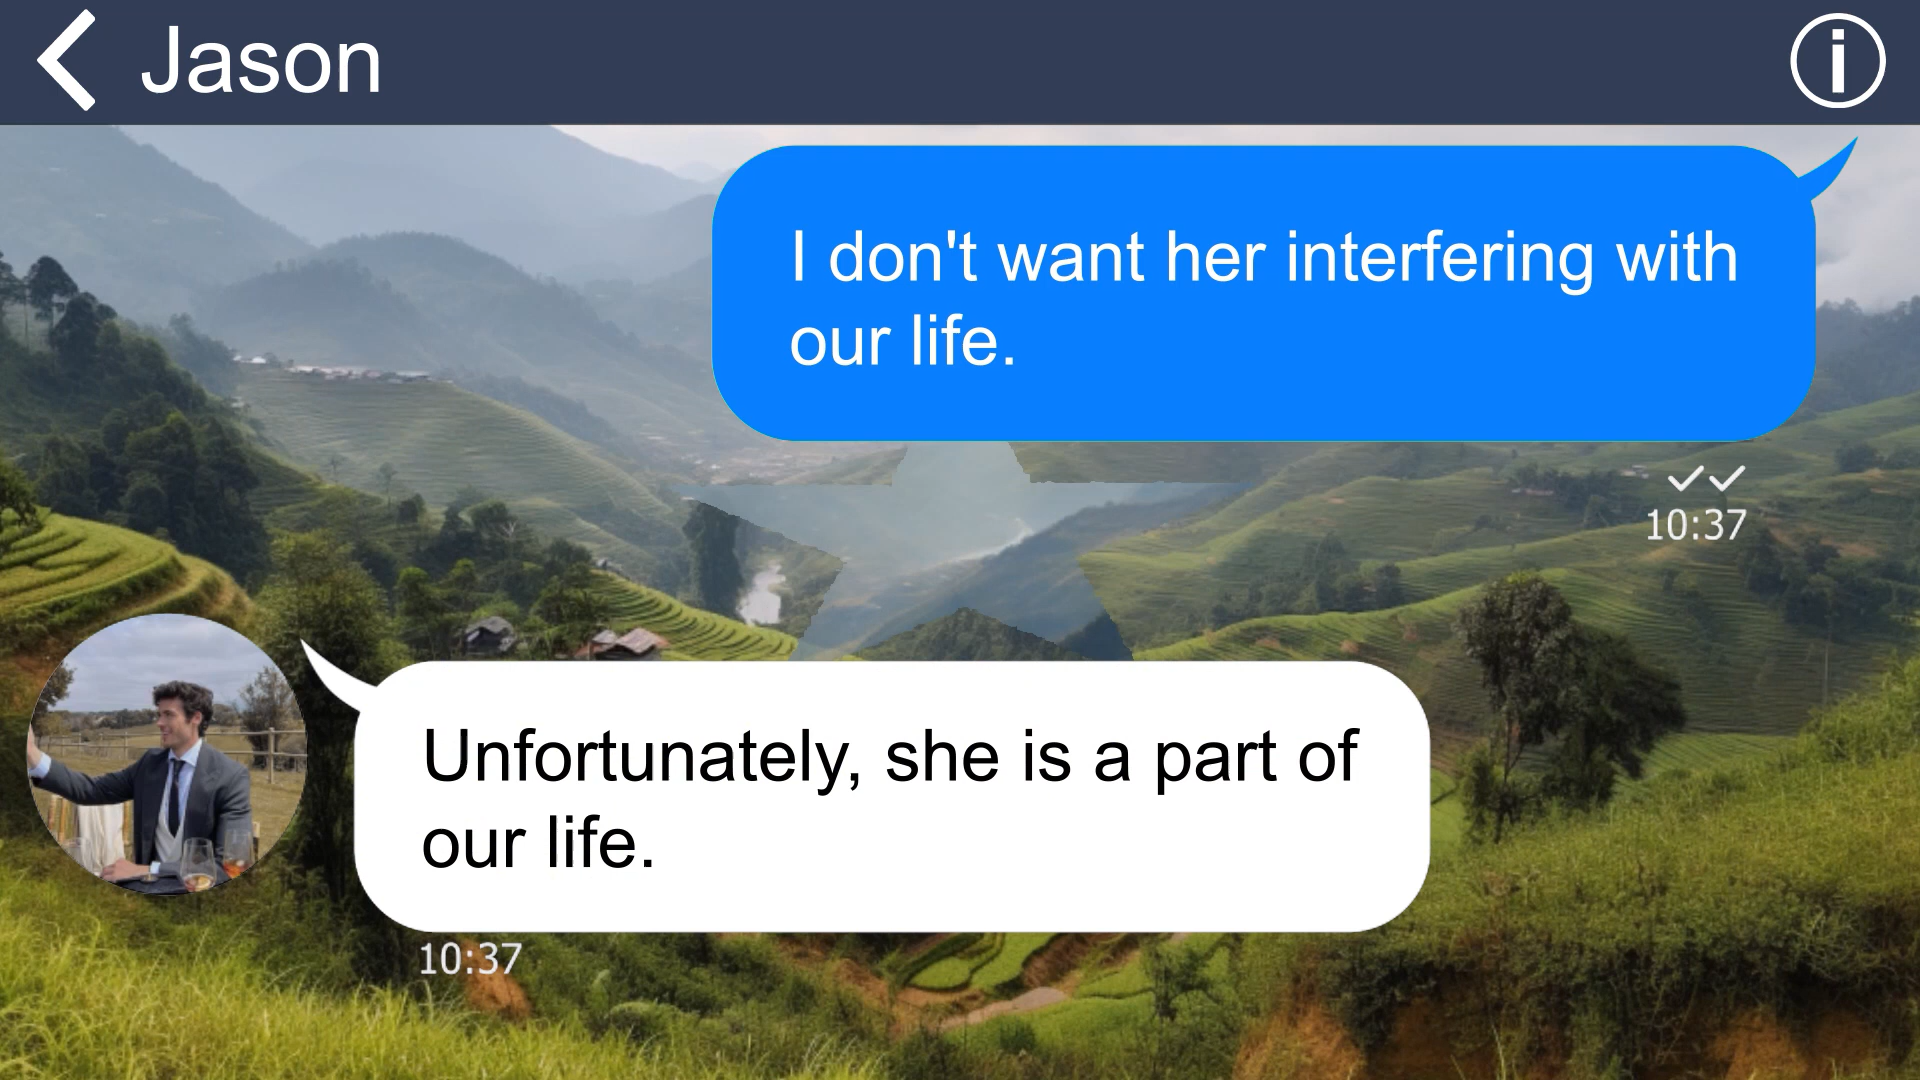 Jason
I don't want her interfering with
our life.
10:37
Unfortunately, she is a part of
our life.
10:37